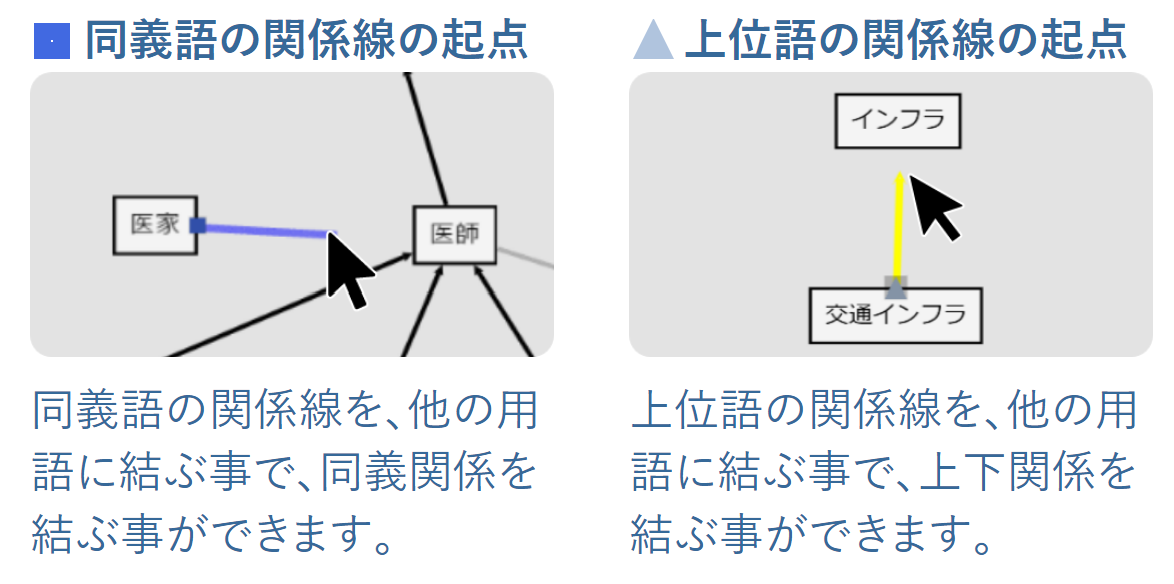 同義語の関係線の起点
医家
医師
同義語の関係線を、他の用
語に結ぶ事で、同義関係を
結ぶ事ができます。
上位語の関係線の起点
インフラ
交通インフラ
上位語の関係線を、他の用
語に結ぶ事で、上下関係を
結ぶ事ができます。